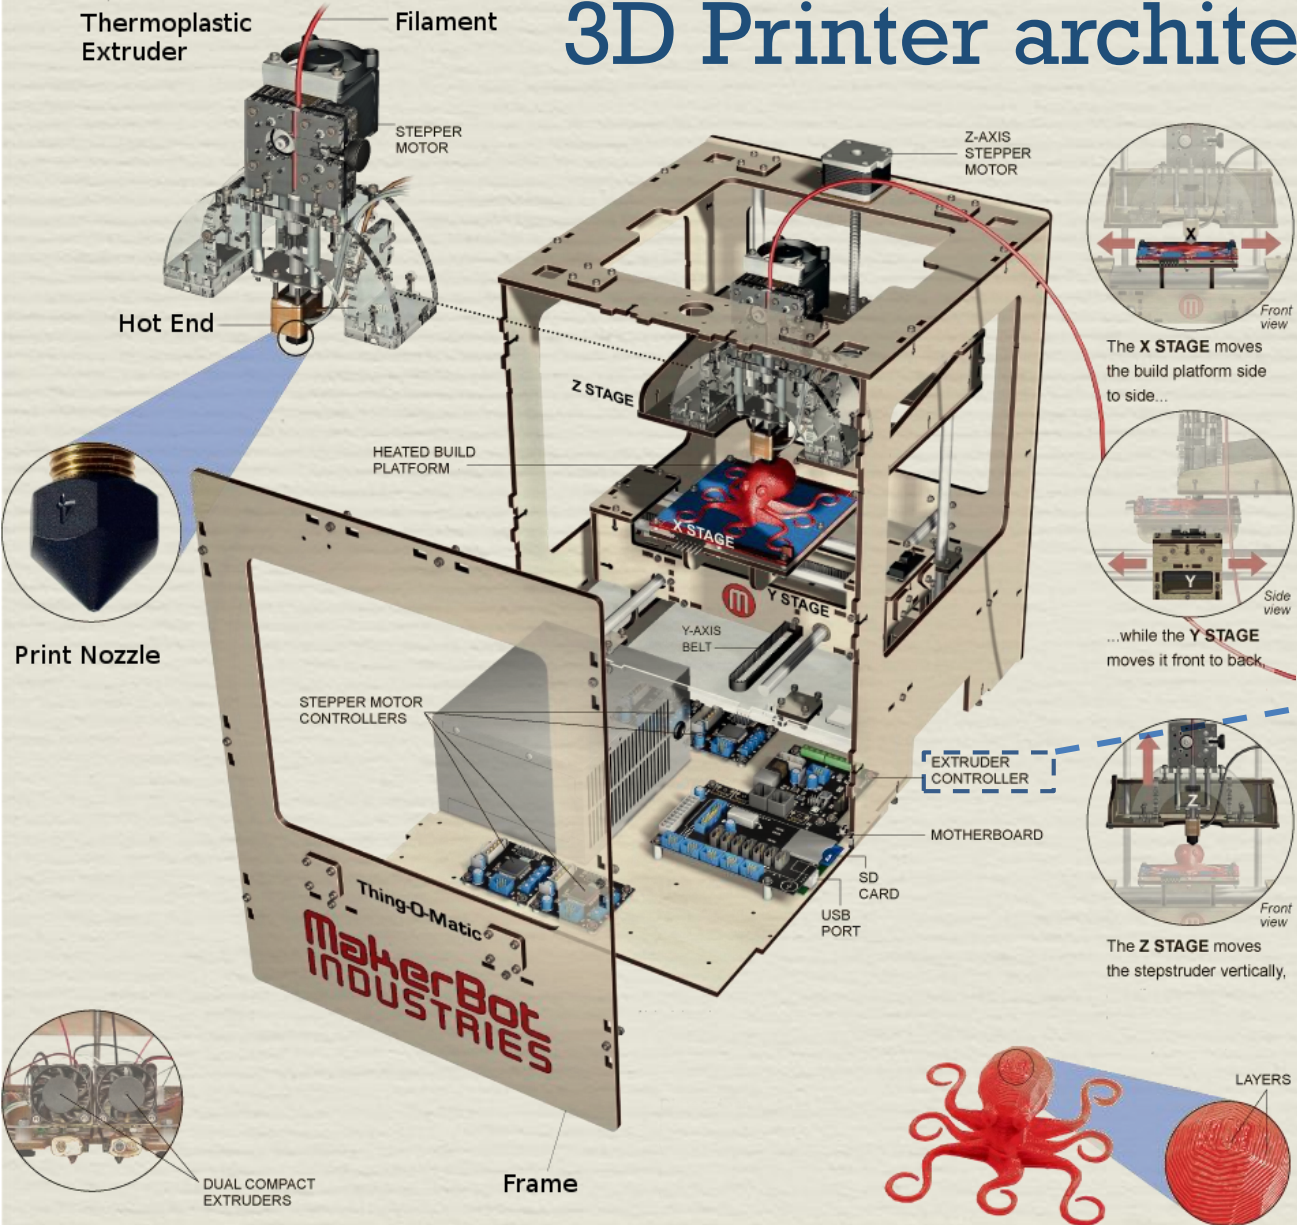 3D Printer archite
Thermoplastic
Extruder
Filament
STEPPER
MOTOR
Hot End
Print Nozzle
Z-AXIS
STEPPER
MOTOR
Z STAGE
HEATED BUILD
PLATFORM
X STAGE
Y STAGE
Y-AXIS
BELT
STEPPER MOTOR
CONTROLLERS
EXTRUDER
CONTROLLER
MOTHERBOARD
SD
CARD
USB
PORT
Thing-O-Matic
MakerBot
INDUSTRIES
X
Front
view
The X STAGE moves
the build platform side
to side...
Y
Side
view
...while the Y STAGE
moves it front to back,
Z
Front
view
The Z STAGE moves
the stepstruder vertically,
DUAL COMPACT
EXTRUDERS
Frame
LAYERS